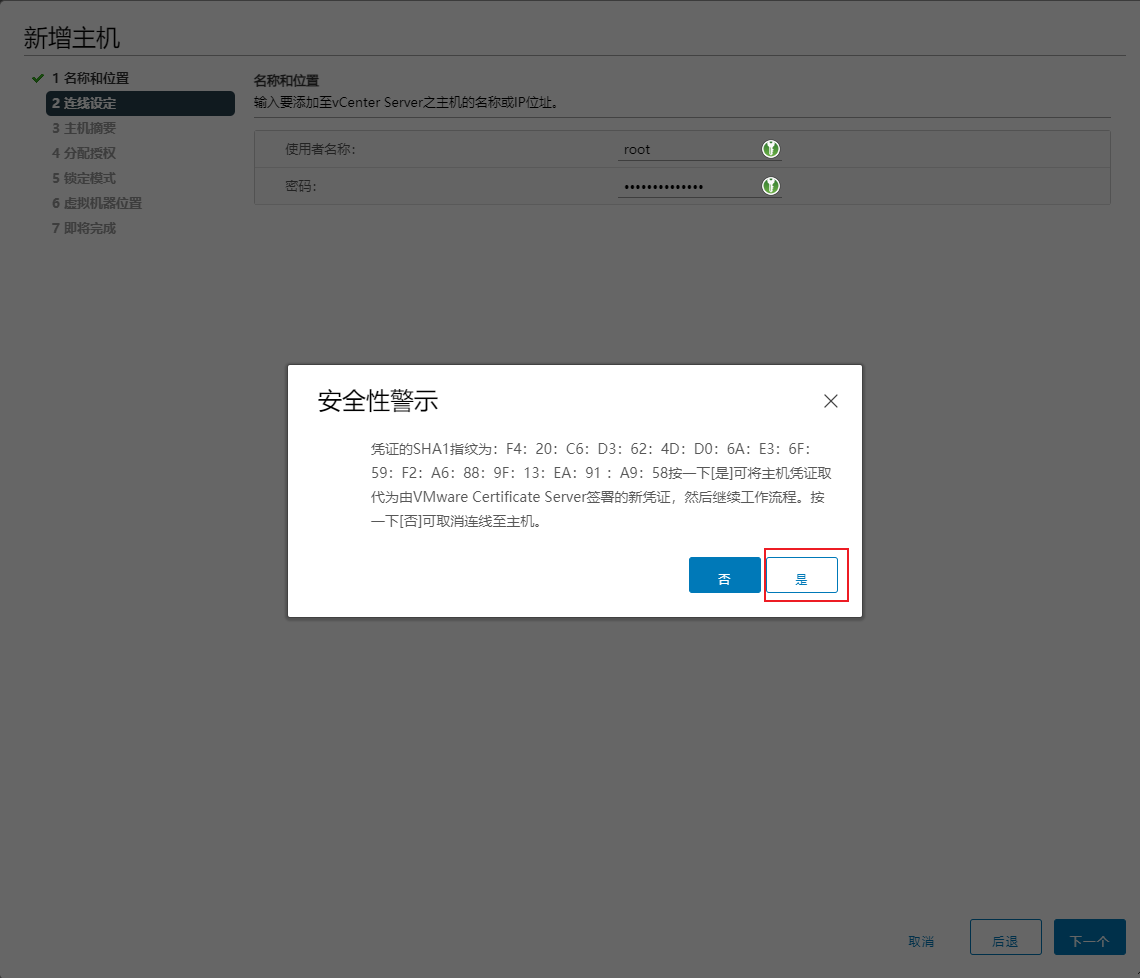 新增主机
1 名称和位置
2 连线设定
3 主机摘要
4 分配授权
5 锁定模式
6 虚拟机器位置
7 即将完成
名称和位置
输入要添加至vCenter Server之主机的名称或IP位址。
使用者名称：
root
密码：
••••••••••••••
安全性警示
凭证的SHA1指纹为：F4：20：C6：D3：62：4D：D0：6A：E3：6F：
59：F2：A6：88：9F：13：EA：91：A9：58按一下[是]可将主机凭证取
代为由VMware Certificate Server签署的新凭证，然后继续工作流程。按
一下[否]可取消连线至主机。
否
是
取消
后退
下一个